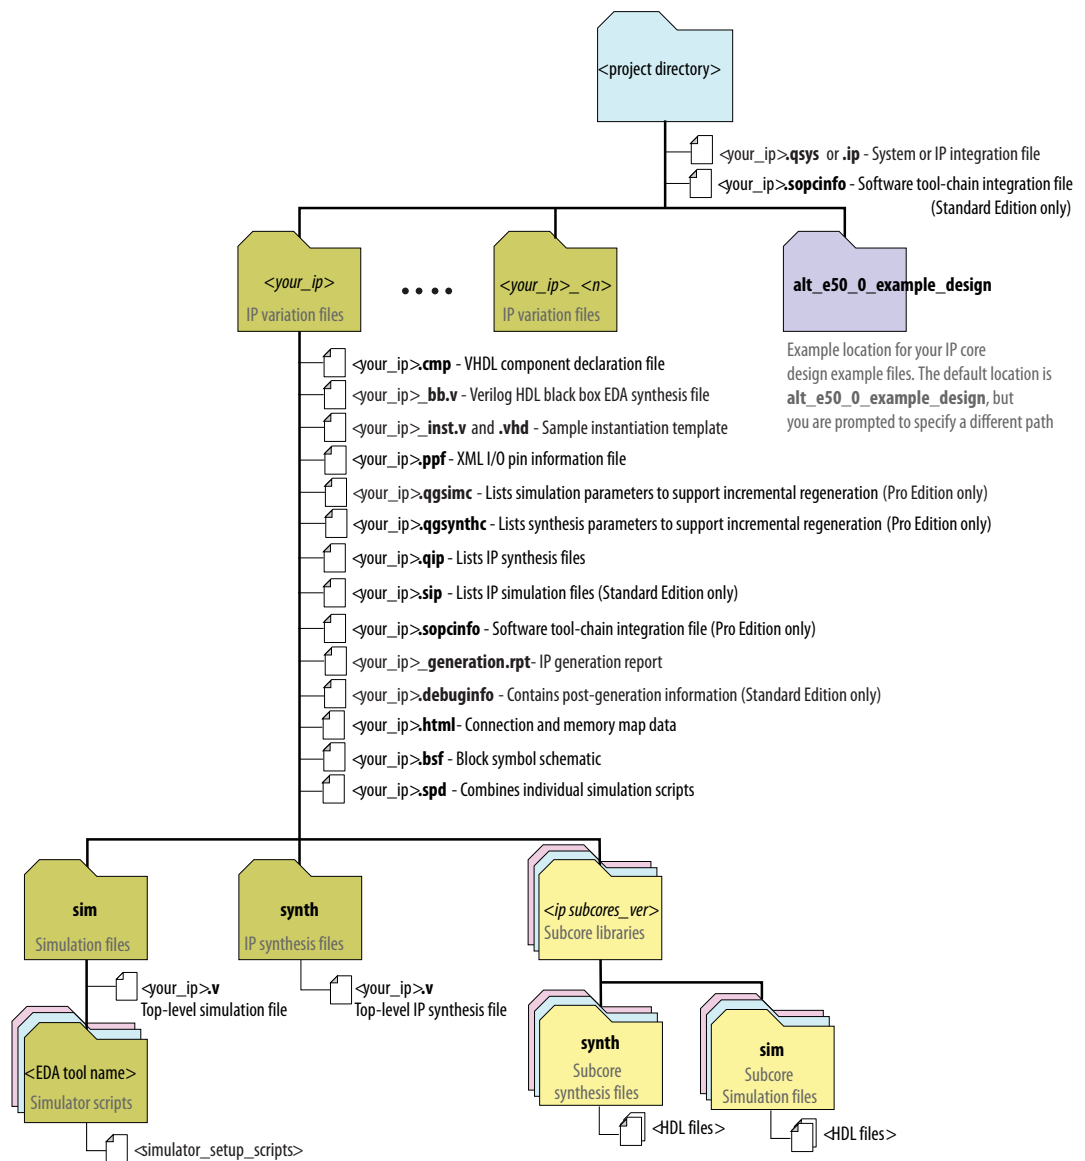 <project directory>
<your_ip>.qsys or .ip - System or IP integration file
<your_ip>.sopcinfo - Software tool-chain integration file
(Standard Edition only)
<your_ip>
IP variation files
<your_ip>_<n>
IP variation files
alt_e50_0_example_design
Example location for your IP core
design example files. The default location is
alt_e50_0_example_design, but
you are prompted to specify a different path
<your_ip>.cmp - VHDL component declaration file
<your_ip>_bb.v - Verilog HDL black box EDA synthesis file
<your_ip>_inst.v and .vhd - Sample instantiation template
<your_ip>.ppf - XML I/O pin information file
<your_ip>.qgsimc - Lists simulation parameters to support incremental regeneration (Pro Edition only)
<your_ip>.qgsynthc - Lists synthesis parameters to support incremental regeneration (Pro Edition only)
<your_ip>.qip - Lists IP synthesis files
<your_ip>.sip - Lists IP simulation files (Standard Edition only)
<your_ip>.sopcinfo - Software tool-chain integration file (Pro Edition only)
<your_ip>_generation.rpt- IP generation report
<your_ip>.debuginfo - Contains post-generation information (Standard Edition only)
<your_ip>.html- Connection and memory map data
<your_ip>.bsf - Block symbol schematic
<your_ip>.spd - Combines individual simulation scripts
sim
Simulation files
synth
IP synthesis files
<ip subcores_ver>
Subcore libraries
<your_ip>.v
Top-level simulation file
<your_ip>.v
Top-level IP synthesis file
<EDA tool name>
Simulator scripts
synth
Subcore
synthesis files
sim
Subcore
Simulation files
<HDL files>
<HDL files>
<simulator_setup_scripts>